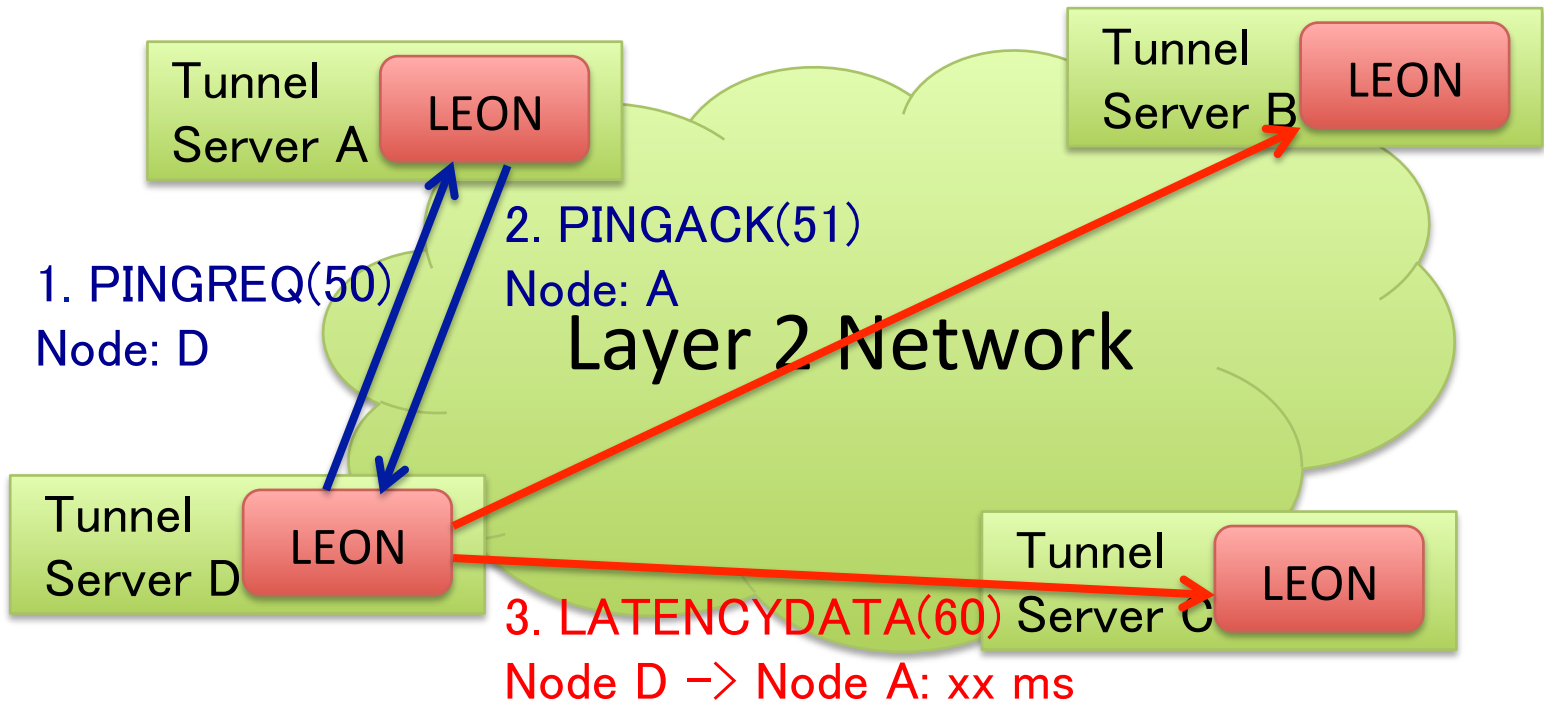 Tunnel
Server A
LEON
Tunnel
Server B
LEON
1. PINGREQ(50)
Node: D
2. PINGACK(51)
Node: A
Layer 2 Network
Tunnel
Server D
LEON
Tunnel
Server C
LEON
3. LATENCYDATA(60)
Node D -> Node A: xx ms